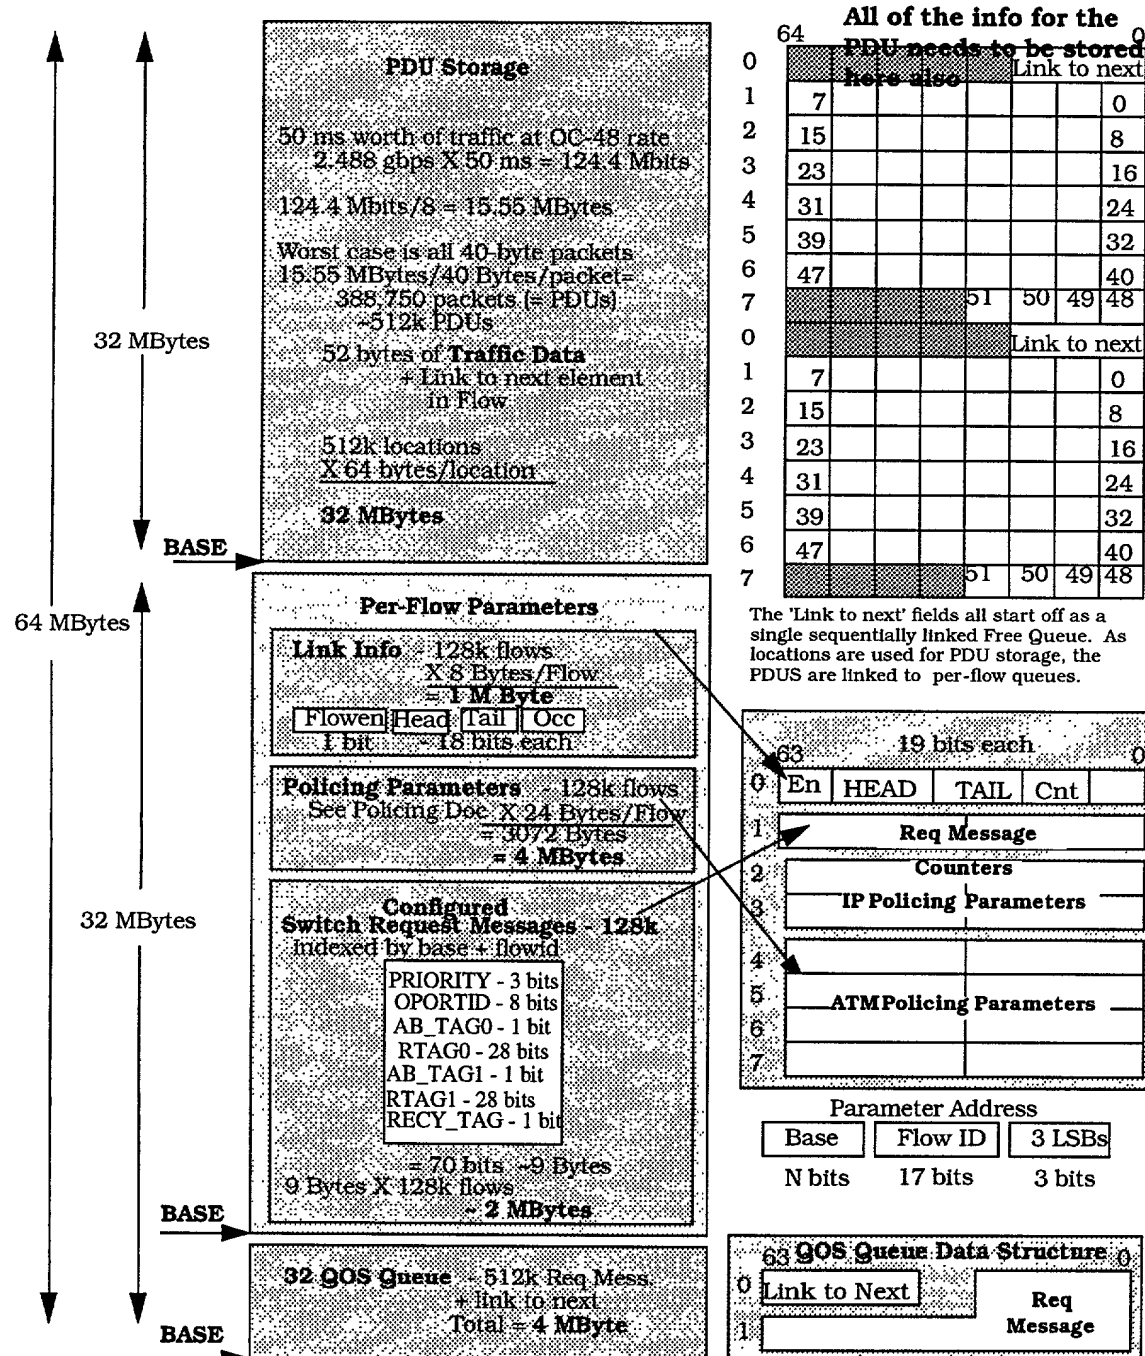 64 MBytes
32 MBytes
BASE
32 MBytes
BASE
BASE
PDU Storage
50 ms worth of traffic at OC-48 rate
2.488 gbps X 50 ms = 124.4 Mbits
124.4 Mbits/8 = 15.55 MBytes
Worst case is all 40-byte packets
15.55 MBytes/40 Bytes/packet=
388,750 packets (= PDUs)
~512k PDUs
52 bytes of Traffic Data
+ Link to next element
in Flow
512k locations
X 64 bytes/location
32 MBytes
Per-Flow Parameters
Link Info - 128k flows
X 8 Bytes/Flow
= 1 M Byte
Flowen Head Tail Occ
1 bit ~ 18 bits each
Policing Parameters - 128k flows
See Policing Doc X 24 Bytes/Flow
= 3072 Bytes
= 4 MBytes
Configured
Switch Request Messages - 128k
Indexed by base + flowid
PRIORITY - 3 bits
OPORTID - 8 bits
AB_TAG0 - 1 bit
RTAG0 - 28 bits
AB_TAG1 - 1 bit
RTAG1 - 28 bits
RECY_TAG - 1 bit
= 70 bits ~9 Bytes
9 Bytes X 128k flows
~ 2 MBytes
32 QOS Queue - 512k Req Mess.
+ link to next
Total = 4 MByte
All of the info for the
PDU needs to be stored
here also
64 0
0 Link to next
1 7 0
2 15 8
3 23 16
4 31 24
5 39 32
6 47 40
7 51 50 49 48
0 Link to next
1 7 0
2 15 8
3 23 16
4 31 24
5 39 32
6 47 40
7 51 50 49 48
The 'Link to next' fields all start off as a
single sequentially linked Free Queue. As
locations are used for PDU storage, the
PDUS are linked to per-flow queues.
63 19 bits each 0
0 En HEAD TAIL Cnt
1 Req Message
2 Counters
3 IP Policing Parameters
4
5 ATM Policing Parameters
6
7
Parameter Address
Base Flow ID 3 LSBs
N bits 17 bits 3 bits
63 QOS Queue Data Structure 0
0 Link to Next Req
1 Message